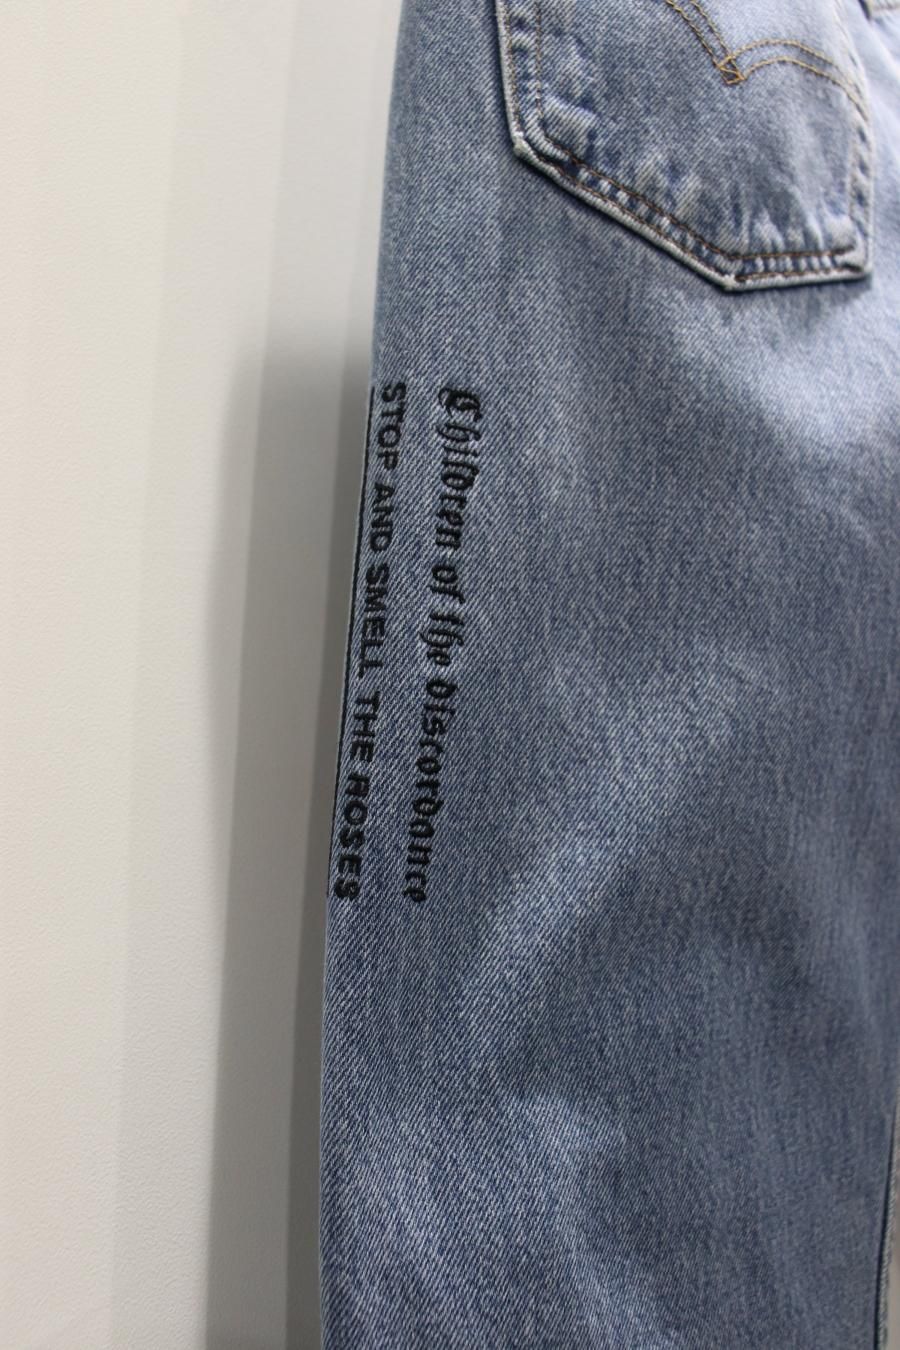 Children of the Discordance
STOP AND SMELL THE ROSES